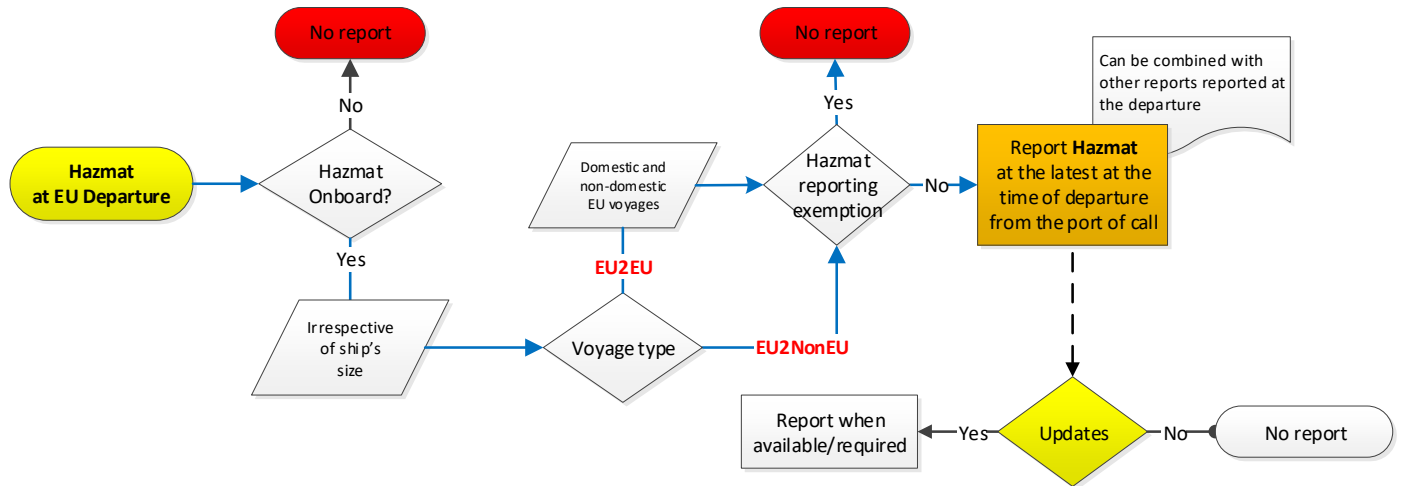 No report
No
Hazmat
at EU Departure
Hazmat
Onboard?
Yes
Irrespective
of ship's
size
Domestic and
non-domestic
EU voyages
EU2EU
Voyage type
EU2NonEU
No report
Yes
Hazmat
reporting
exemption
No
Can be combined with
other reports reported at
the departure
Report Hazmat
at the latest at the
time of departure
from the port of call
Updates
Yes
Report when
available/required
No
No report